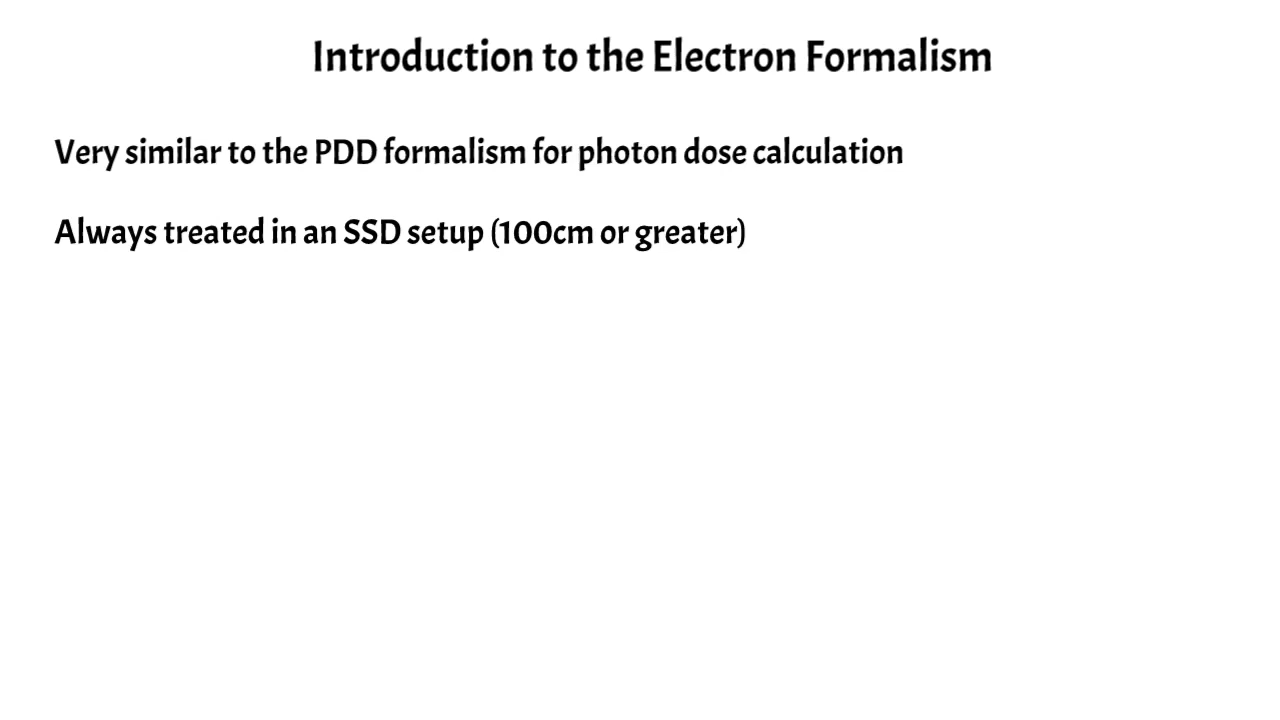 Introduction to the Electron Formalism
Very similar to the PDD formalism for photon dose calculation
Always treated in an SSD setup (100cm or greater)